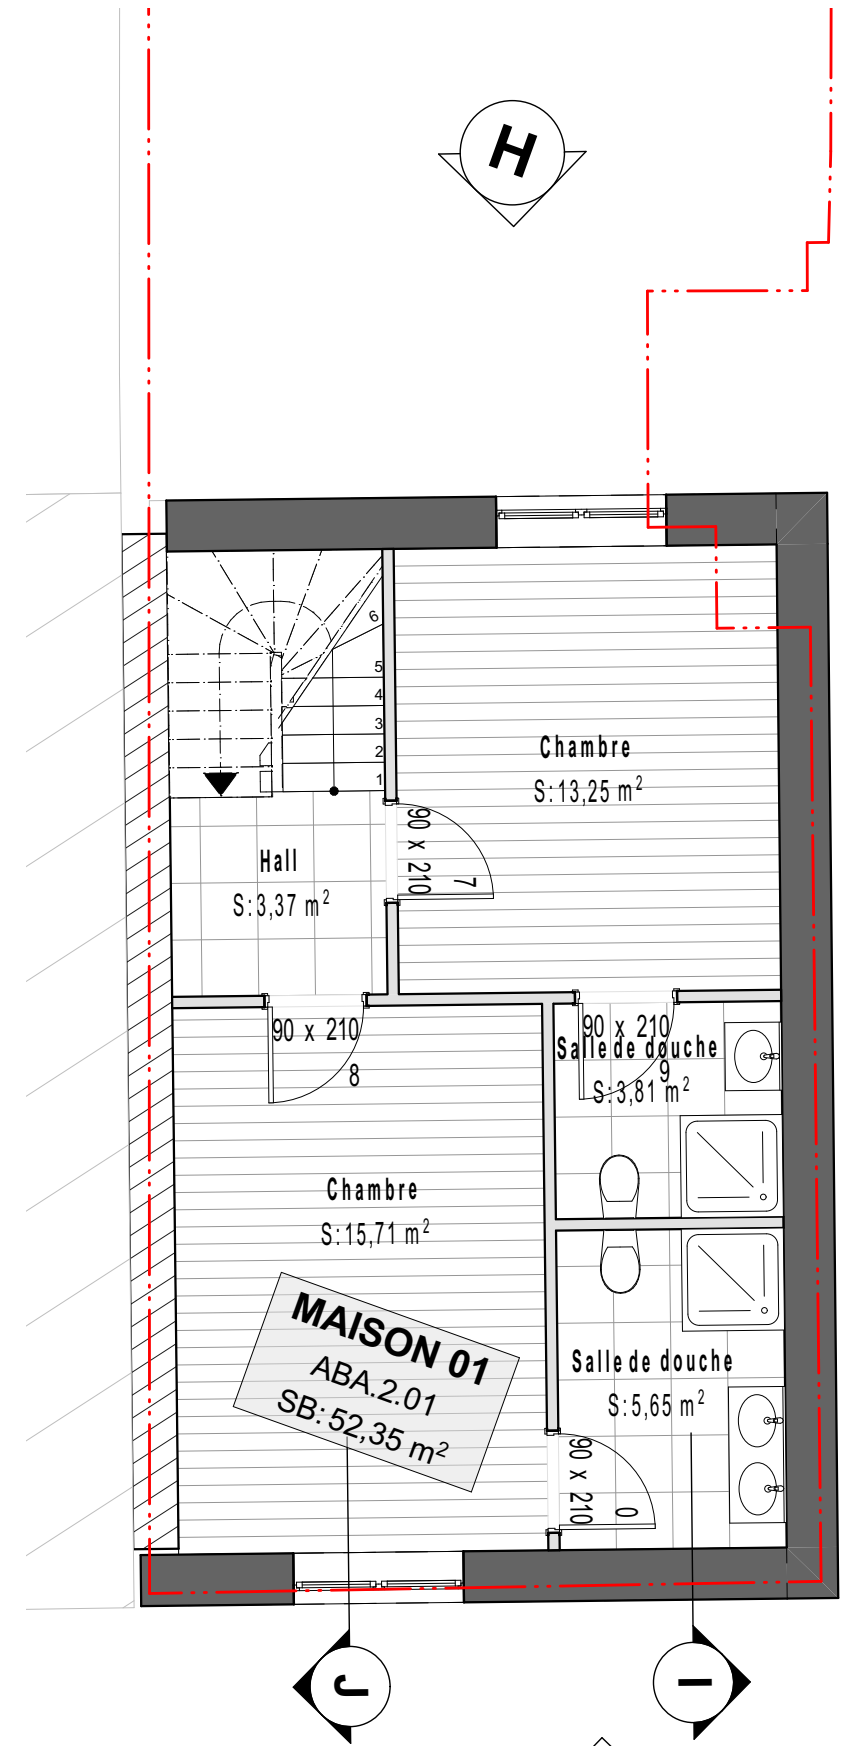 H
6
5
4
3
2
1
Chambre
S:13,25 m²
90 x 210
7
Hall
S:3,37 m²
90 x 210
8
90 x 210
9
Salle de douche
S:3,81 m²
Chambre
S:15,71 m²
MAISON 01
ABA.2.01
SB: 52,35 m²
Salle de douche
S:5,65 m²
90 x 210
0
J
I